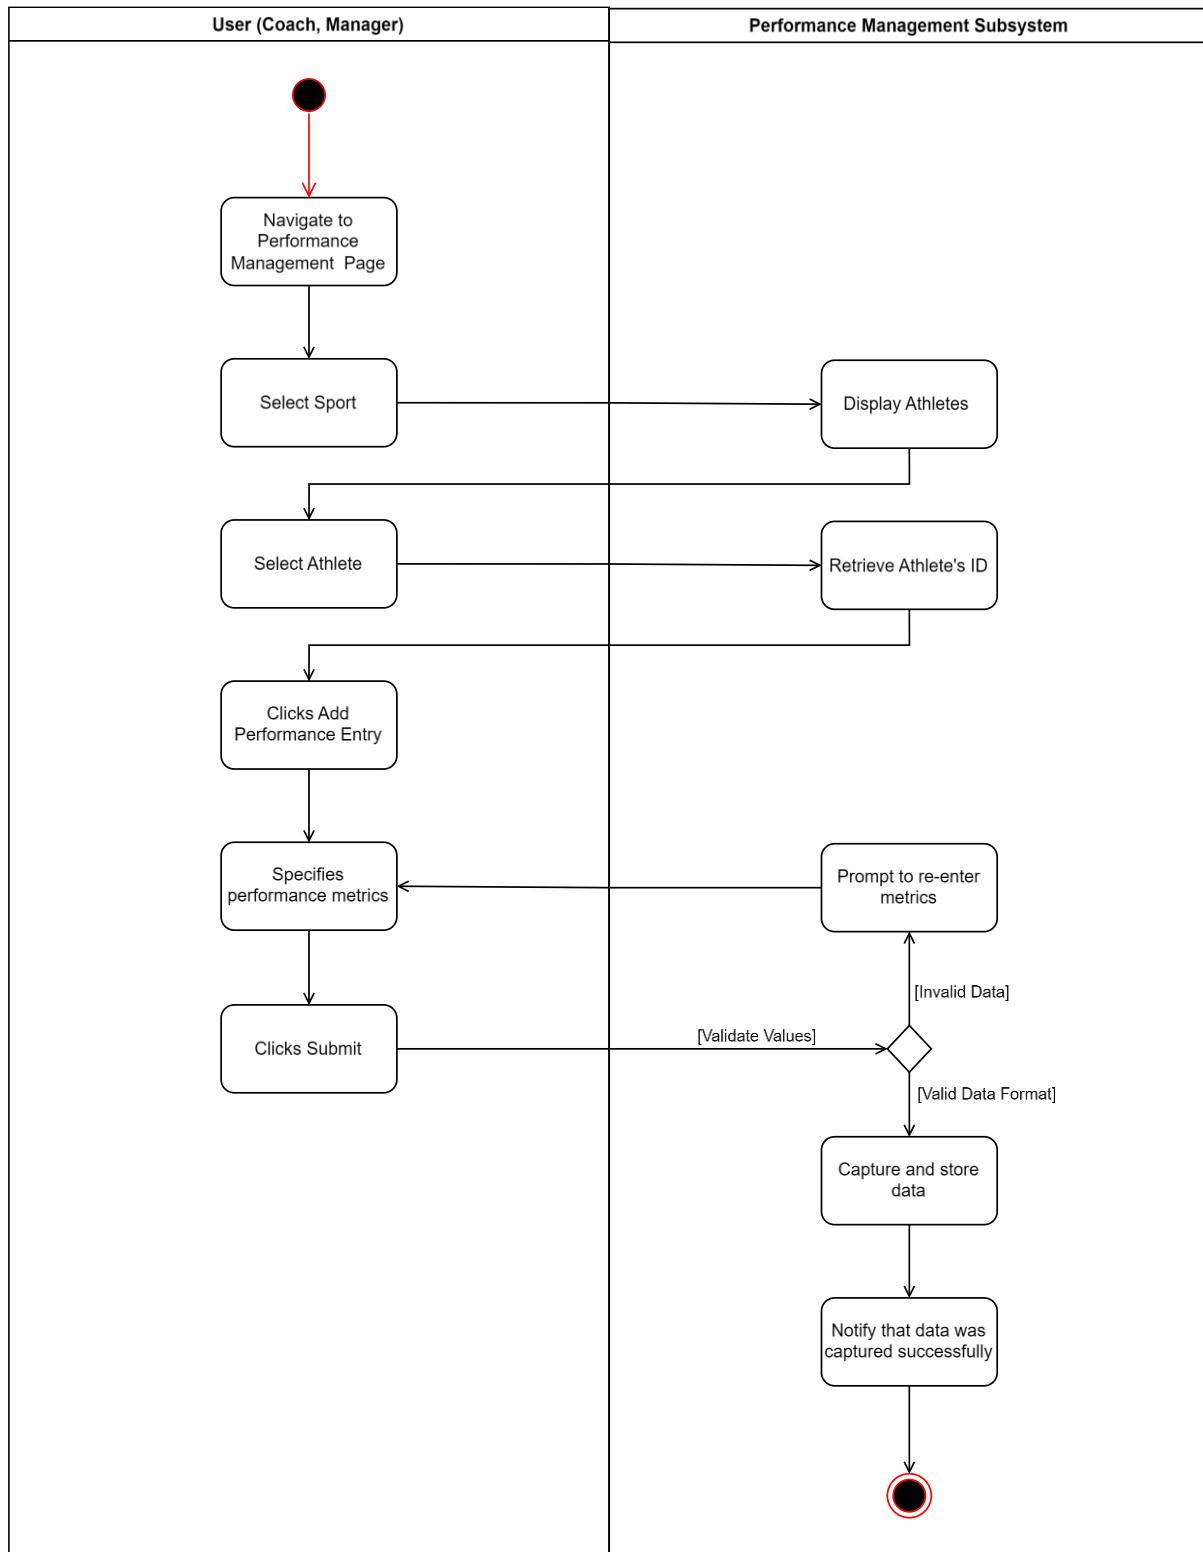 User (Coach, Manager)
Performance Management Subsystem
Navigate to
Performance
Management  Page
Select Sport
Display Athletes
Select Athlete
Retrieve Athlete's ID
Clicks Add
Performance Entry
Specifies
performance metrics
Prompt to re-enter
metrics
[Invalid Data]
Clicks Submit
[Validate Values]
[Valid Data Format]
Capture and store
data
Notify that data was
captured successfully